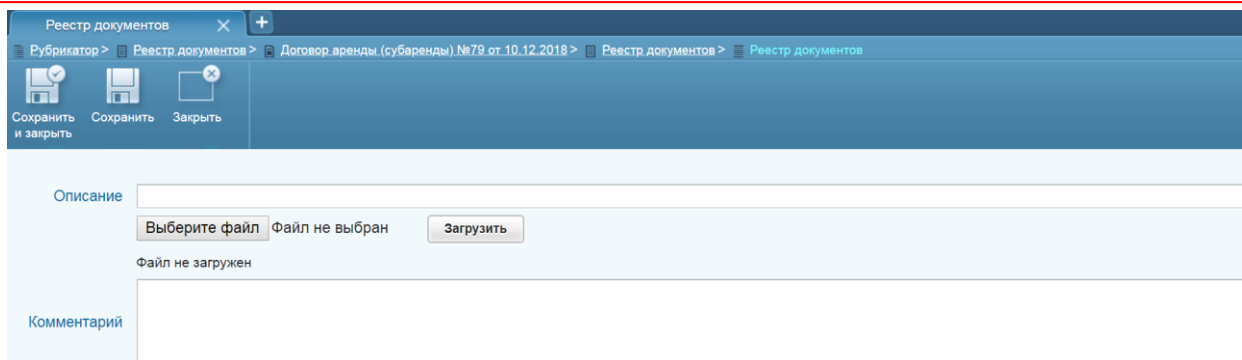 Реестр документов
Рубрикатор > Реестр документов > Договор аренды (субаренды) №79 от 10.12.2018 > Реестр документов > Реестр документов
Сохранить и закрыть
Сохранить
Закрыть
Описание
Выберите файл Файл не выбран Загрузить
Файл не загружен
Комментарий